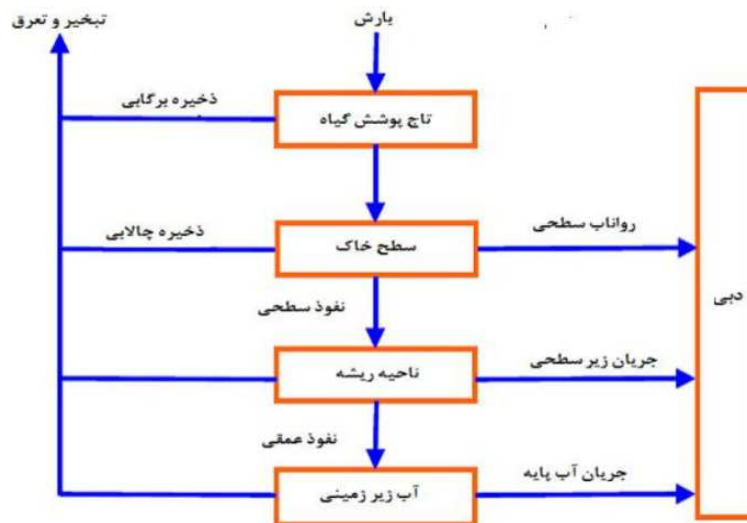 تبخیر و تعرق
بارش
ذخیره برگابی
تاج پوشش گیاه
ذخیره چالابی
سطح خاک
رواناب سطحی
دبی
نفوذ سطحی
ناحیه ریشه
جریان زیر سطحی
نفوذ عمقی
آب زیر زمینی
جریان آب پایه